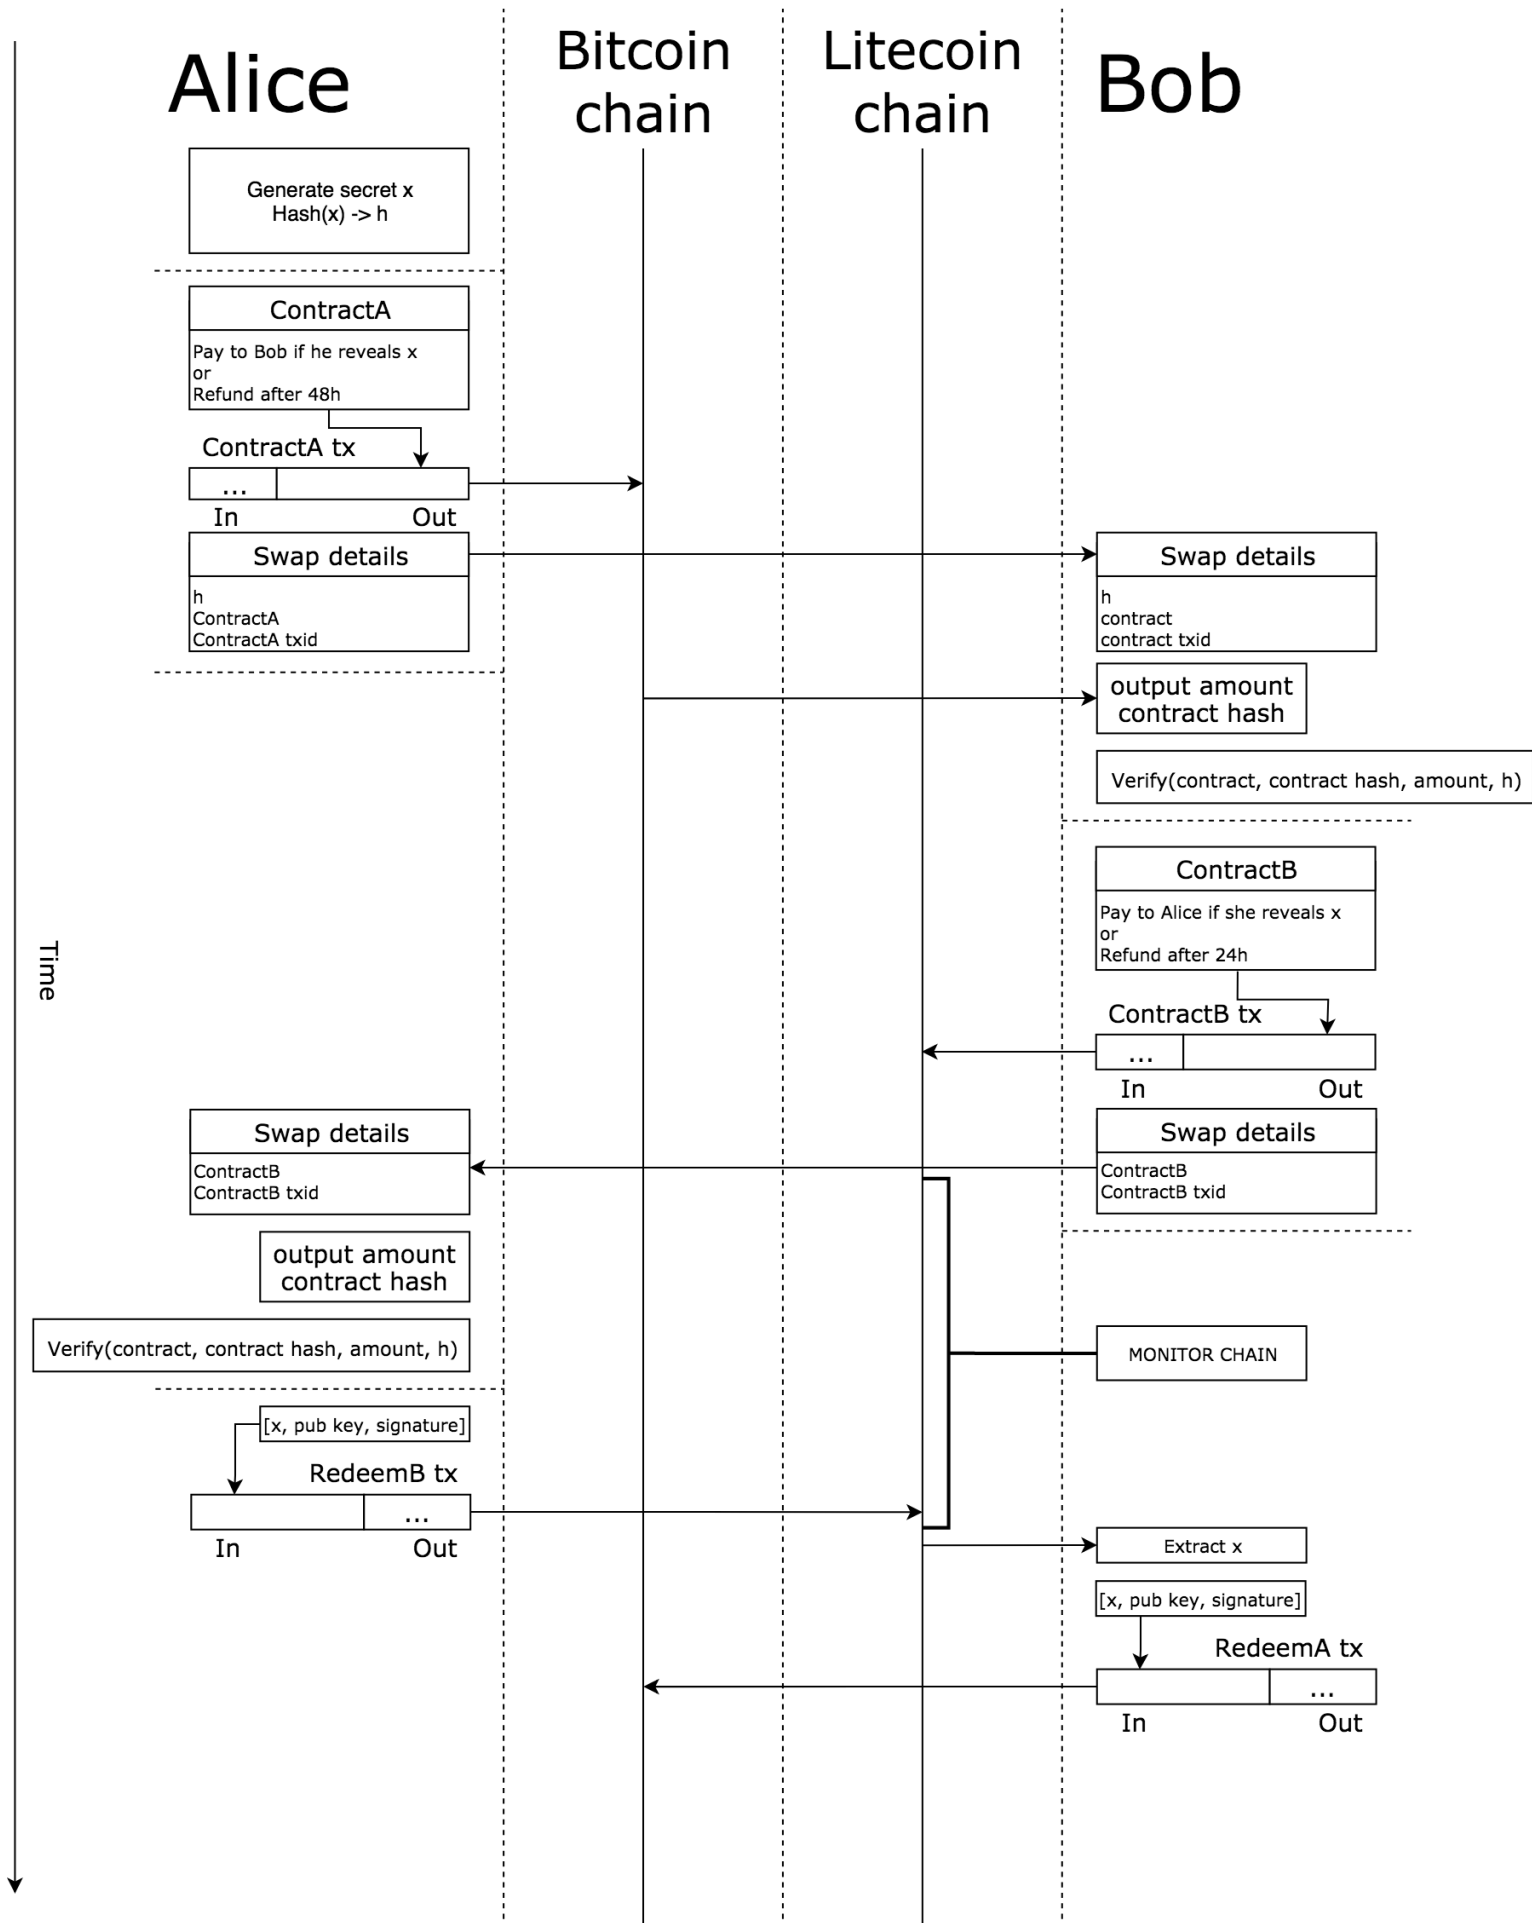 Alice
Bitcoin
chain
Litecoin
chain
Bob
Generate secret x
Hash(x) -> h
ContractA
Pay to Bob if he reveals x
or
Refund after 48h
ContractA tx
...
In
Out
Swap details
h
ContractA
ContractA txid
Swap details
h
contract
contract txid
output amount
contract hash
Verify(contract, contract hash, amount, h)
ContractB
Pay to Alice if she reveals x
or
Refund after 24h
Time
ContractB tx
...
In
Out
Swap details
ContractB
ContractB txid
Swap details
ContractB
ContractB txid
output amount
contract hash
Verify(contract, contract hash, amount, h)
MONITOR CHAIN
[x, pub key, signature]
RedeemB tx
...
In
Out
Extract x
[x, pub key, signature]
RedeemA tx
...
In
Out